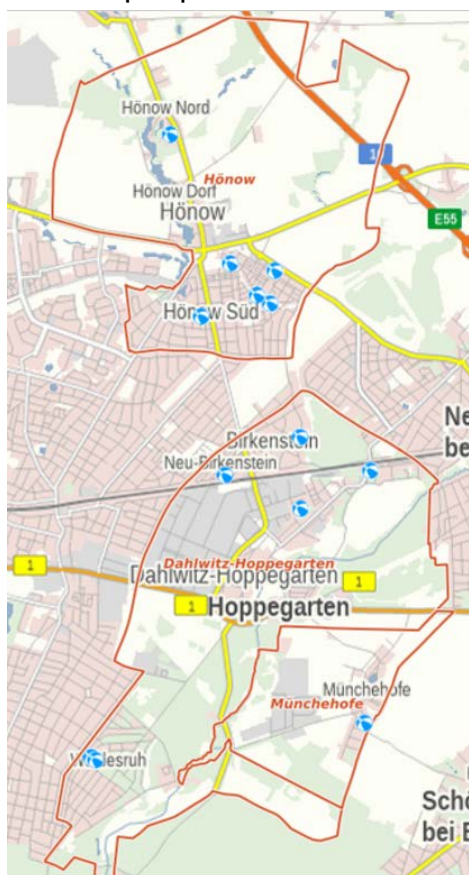 Hönow Nord
Hönow
Hönow Dorf
Hönow
E55
Hönow Süd
Birkenstein
Neu-Birkenstein
Ne
be
1
Dahlwitz-Hoppegarten
Dahlwitz-Hoppegarten
1
1
Hoppegarten
Münchehofe
Münchehofe
bei E